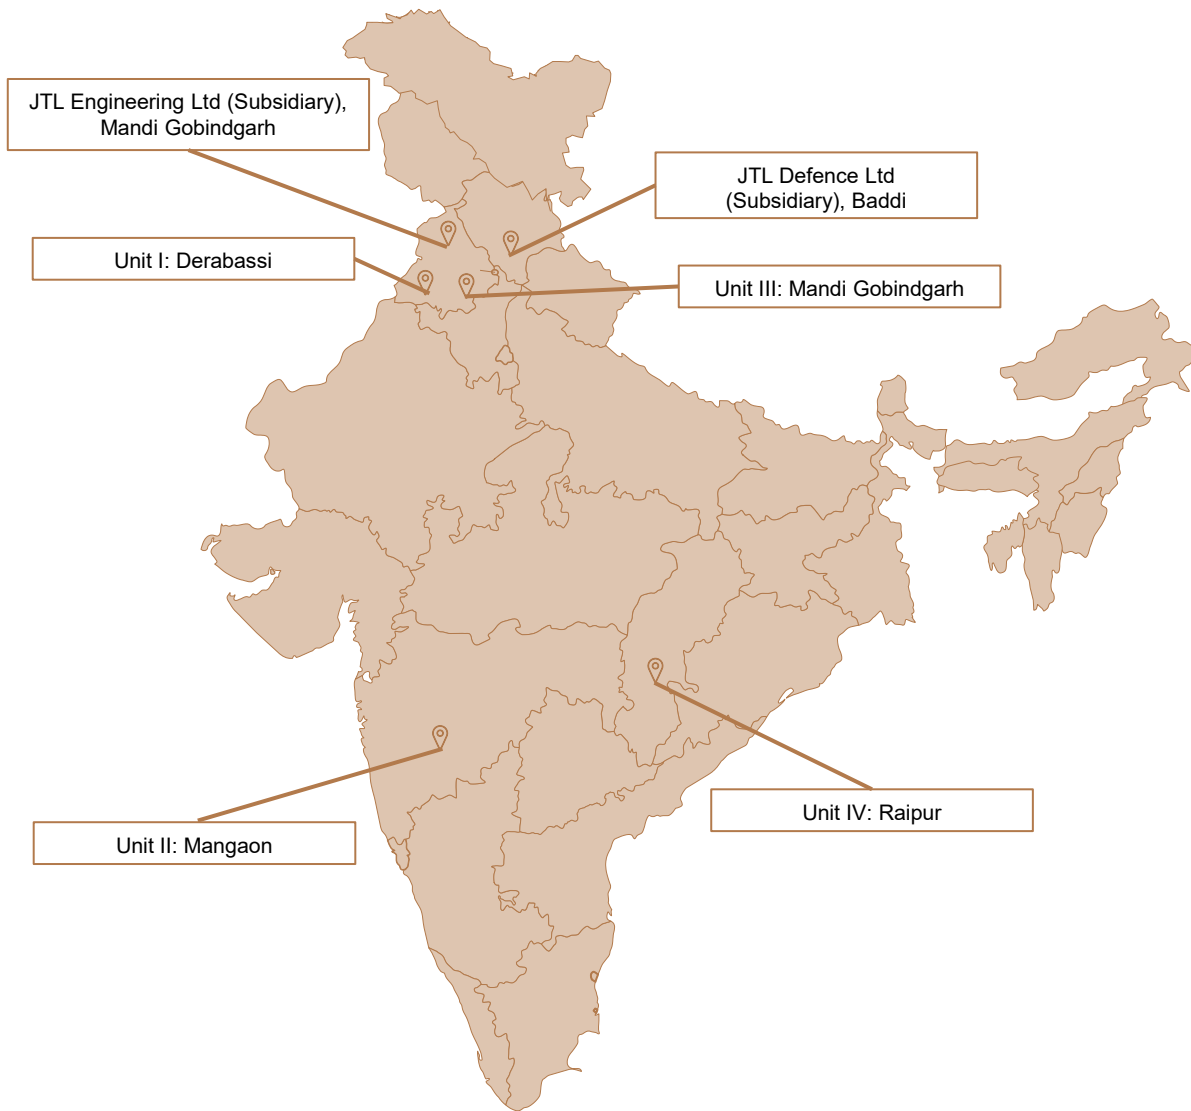 JTL Engineering Ltd (Subsidiary),
Mandi Gobindgarh
JTL Defence Ltd
(Subsidiary), Baddi
Unit I: Derabassi
Unit III: Mandi Gobindgarh
Unit IV: Raipur
Unit II: Mangaon